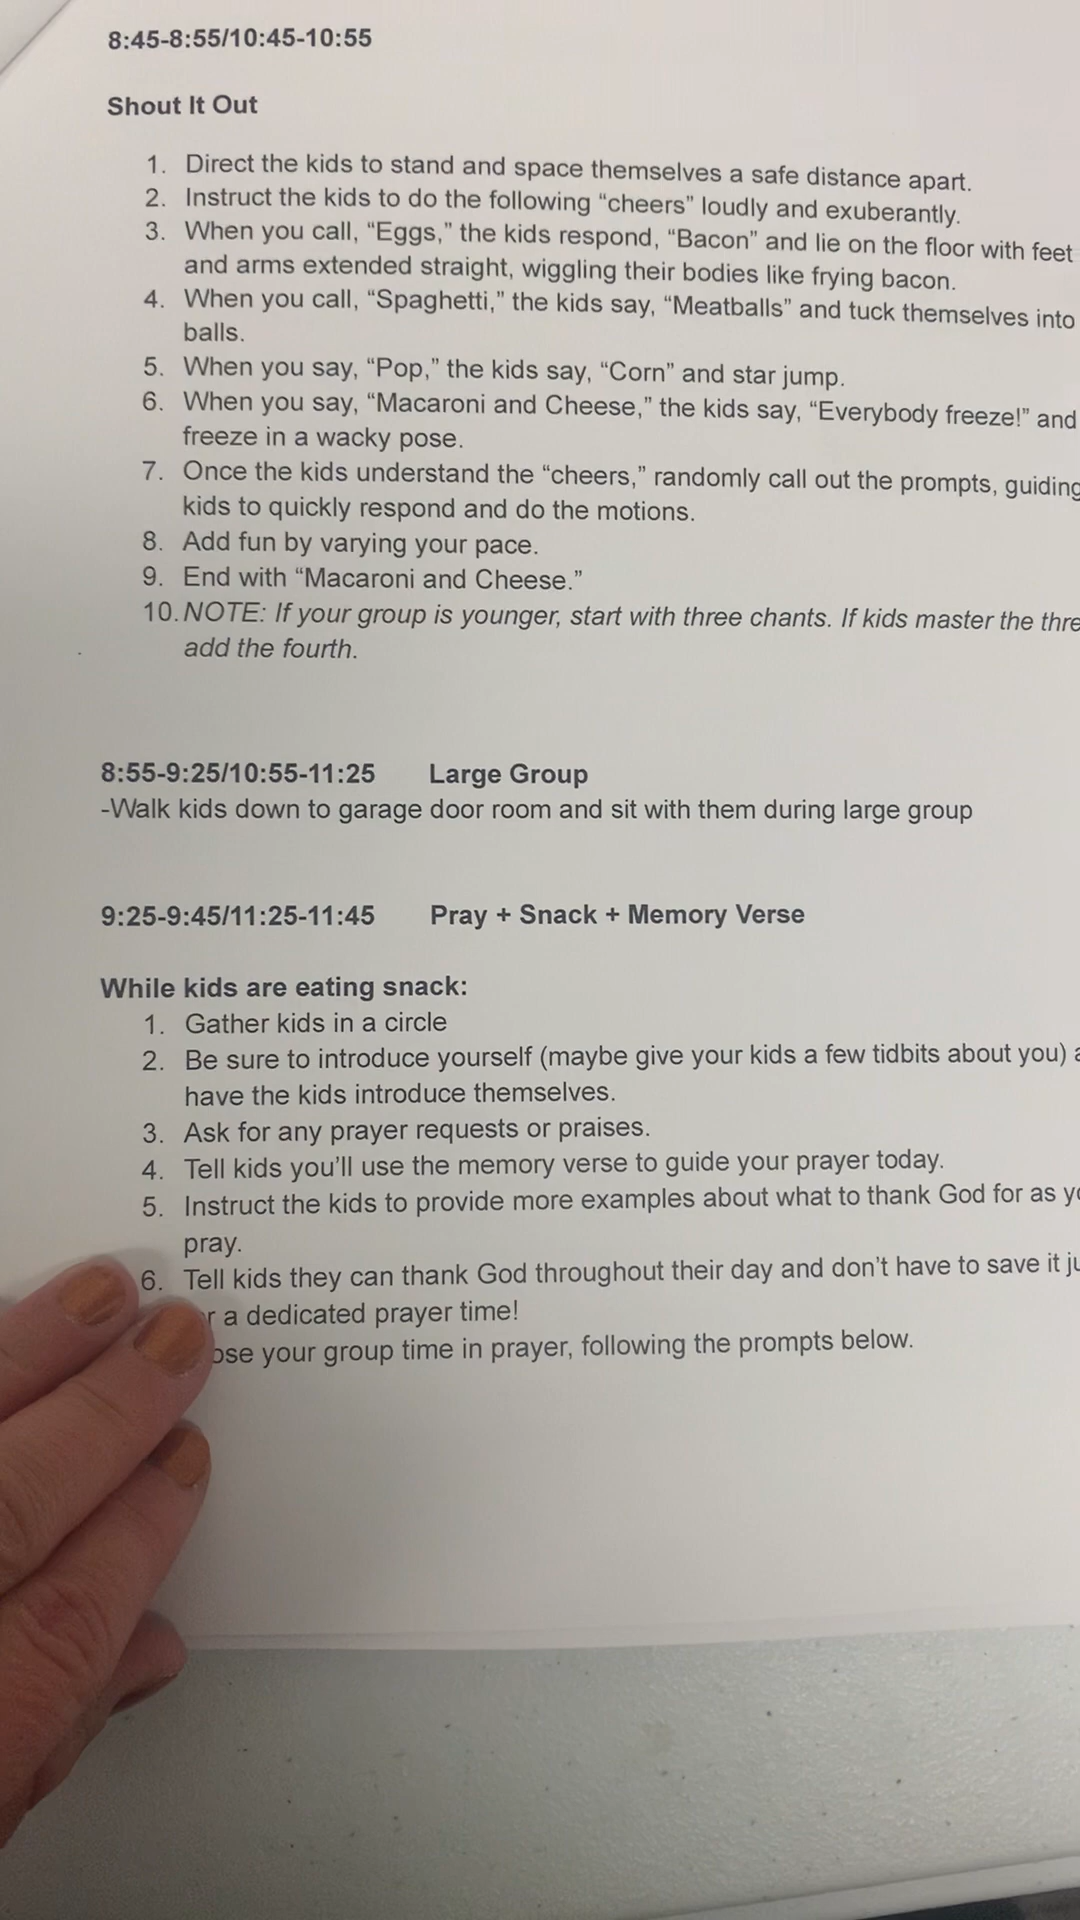 8:45-8:55/10:45-10:55
Shout It Out
1. Direct the kids to stand and space themselves a safe distance apart.
2. Instruct the kids to do the following “cheers” loudly and exuberantly.
3. When you call, “Eggs,” the kids respond, “Bacon” and lie on the floor with feet
and arms extended straight, wiggling their bodies like frying bacon.
4. When you call, “Spaghetti,” the kids say, “Meatballs” and tuck themselves into
balls.
5. When you say, “Pop,” the kids say, “Corn” and star jump.
6. When you say, “Macaroni and Cheese,” the kids say, “Everybody freeze!” and
freeze in a wacky pose.
7. Once the kids understand the “cheers,” randomly call out the prompts, guiding
kids to quickly respond and do the motions.
8. Add fun by varying your pace.
9. End with “Macaroni and Cheese.”
10. NOTE: If your group is younger, start with three chants. If kids master the
add the fourth.
8:55-9:25/10:55-11:25 Large Group
-Walk kids down to garage door room and sit with them during large group
9:25-9:45/11:25-11:45 Pray + Snack + Memory Verse
While kids are eating snack:
1. Gather kids in a circle
2. Be sure to introduce yourself (maybe give your kids a few tidbits about you)
have the kids introduce themselves.
3. Ask for any prayer requests or praises.
4. Tell kids you’ll use the memory verse to guide your prayer today.
5. Instruct the kids to provide more examples about what to thank God for as
pray.
6. Tell kids they can thank God throughout their day and don’t have to save it
a dedicated prayer time!
your group time in prayer, following the prompts below.